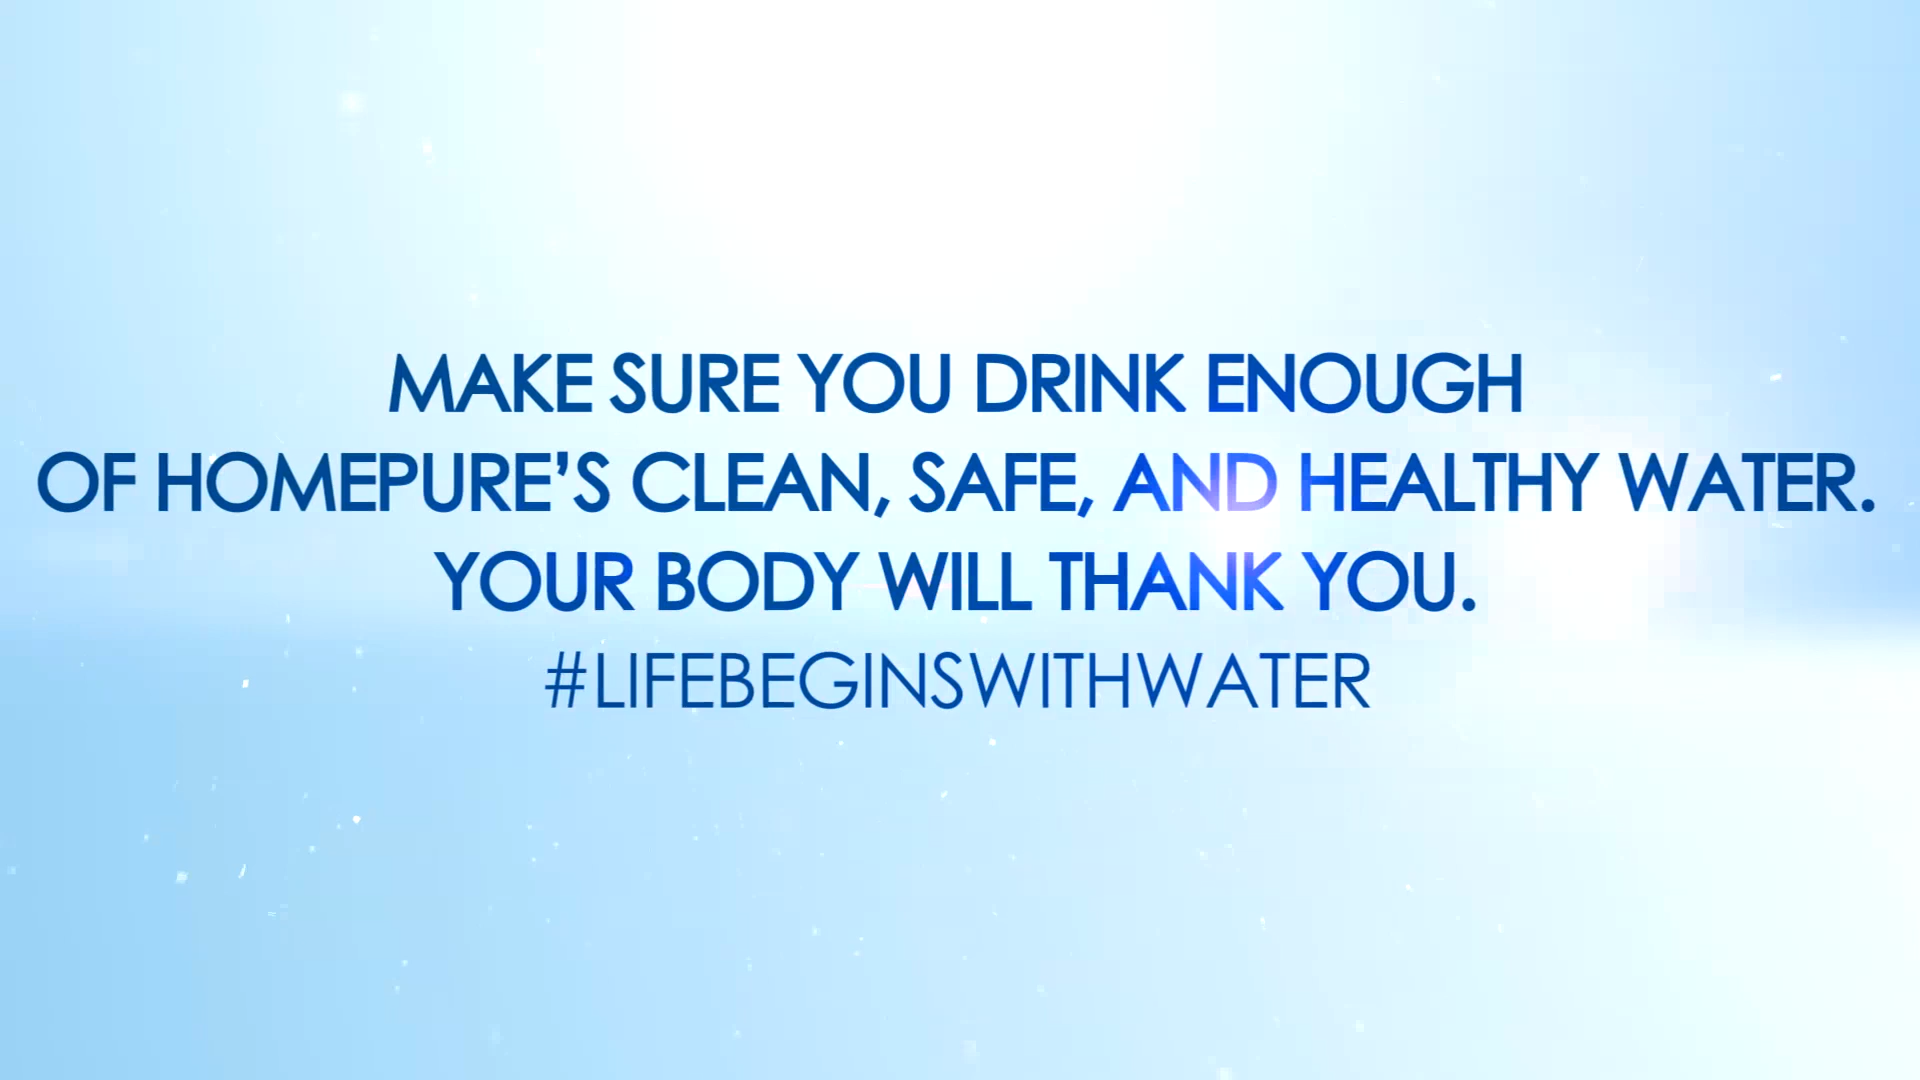 MAKE SURE YOU DRINK ENOUGH
OF HOMEPURE’S CLEAN, SAFE, AND HEALTHY WATER.
YOUR BODY WILL THANK YOU.
#LIFEBEGINSWITHWATER